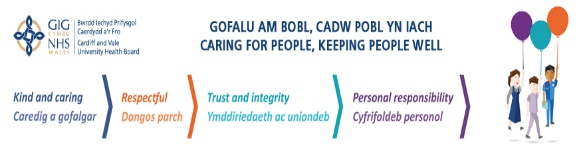 GIG
CYMRU
NHS
WALES
Bwrdd Iechyd Prifysgol
Caerdydd a'r Fro
Cardiff and Vale
University Health Board
GOFALU AM BOBL, CADW POBL YN IACH
CARING FOR PEOPLE, KEEPING PEOPLE WELL
Kind and caring
Caredig a gofalgar
Respectful
Dangos parch
Trust and integrity
Ymddiriedaeth ac uniondeb
Personal responsibility
Cyfrifoldeb personol